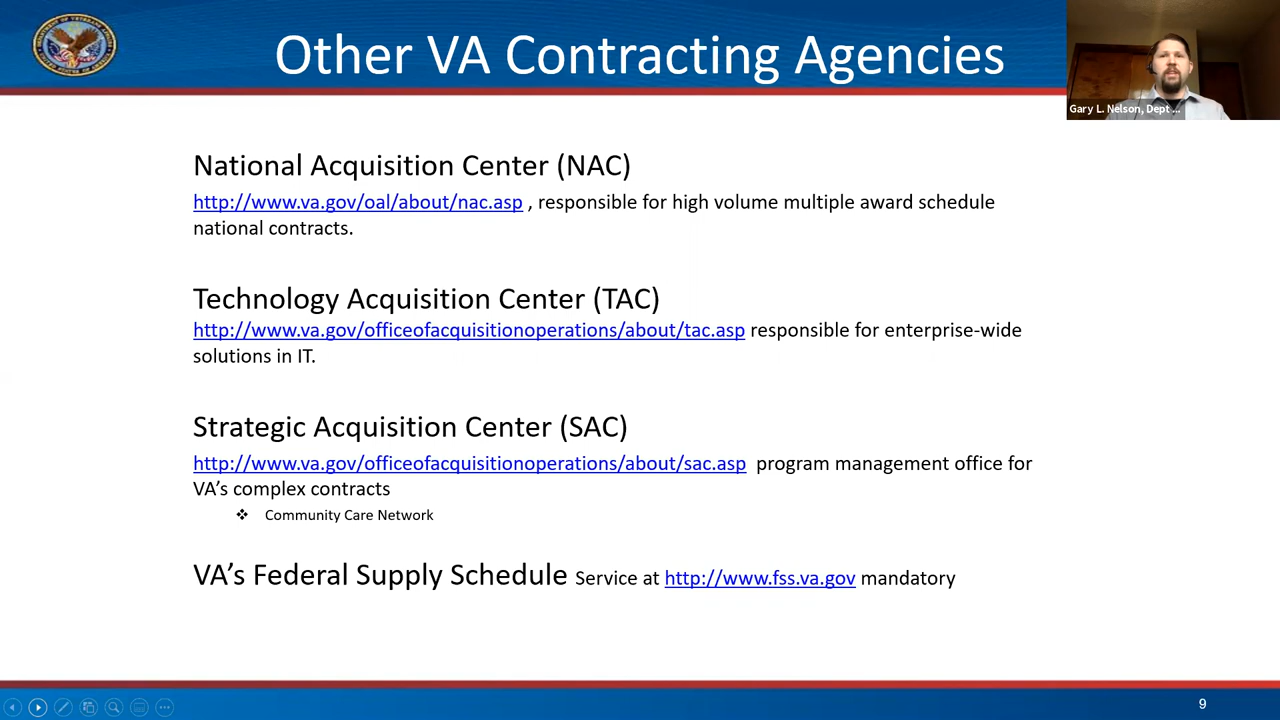 Other VA Contracting Agencies
Gary L. Nelson, Dept ...
National Acquisition Center (NAC)
http://www.va.gov/oal/about/nac.asp , responsible for high volume multiple award schedule
national contracts.
Technology Acquisition Center (TAC)
http://www.va.gov/officeofacquisitionoperations/about/tac.asp responsible for enterprise-wide
solutions in IT.
Strategic Acquisition Center (SAC)
http://www.va.gov/officeofacquisitionoperations/about/sac.asp program management office for
VA’s complex contracts
❖ Community Care Network
VA’s Federal Supply Schedule Service at http://www.fss.va.gov mandatory
9